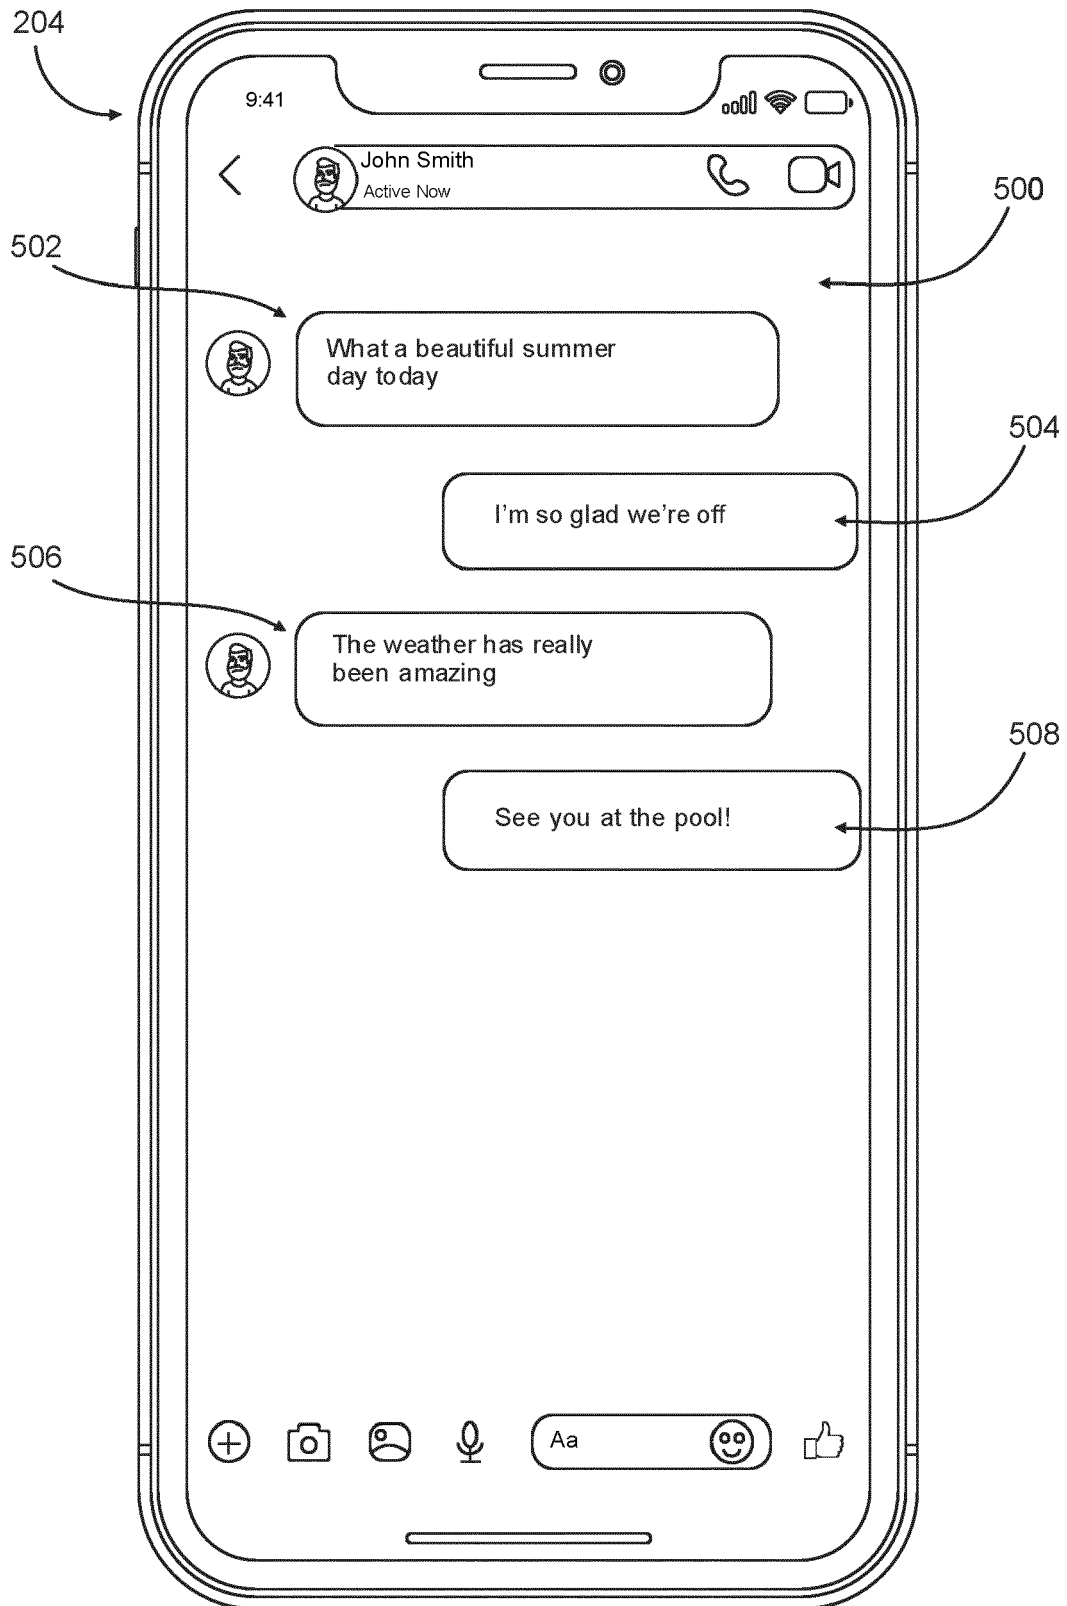 204
9:41
John Smith
Active Now
500
502
What a beautiful summer
day today
504
I'm so glad we're off
506
The weather has really
been amazing
508
See you at the pool!
Aa